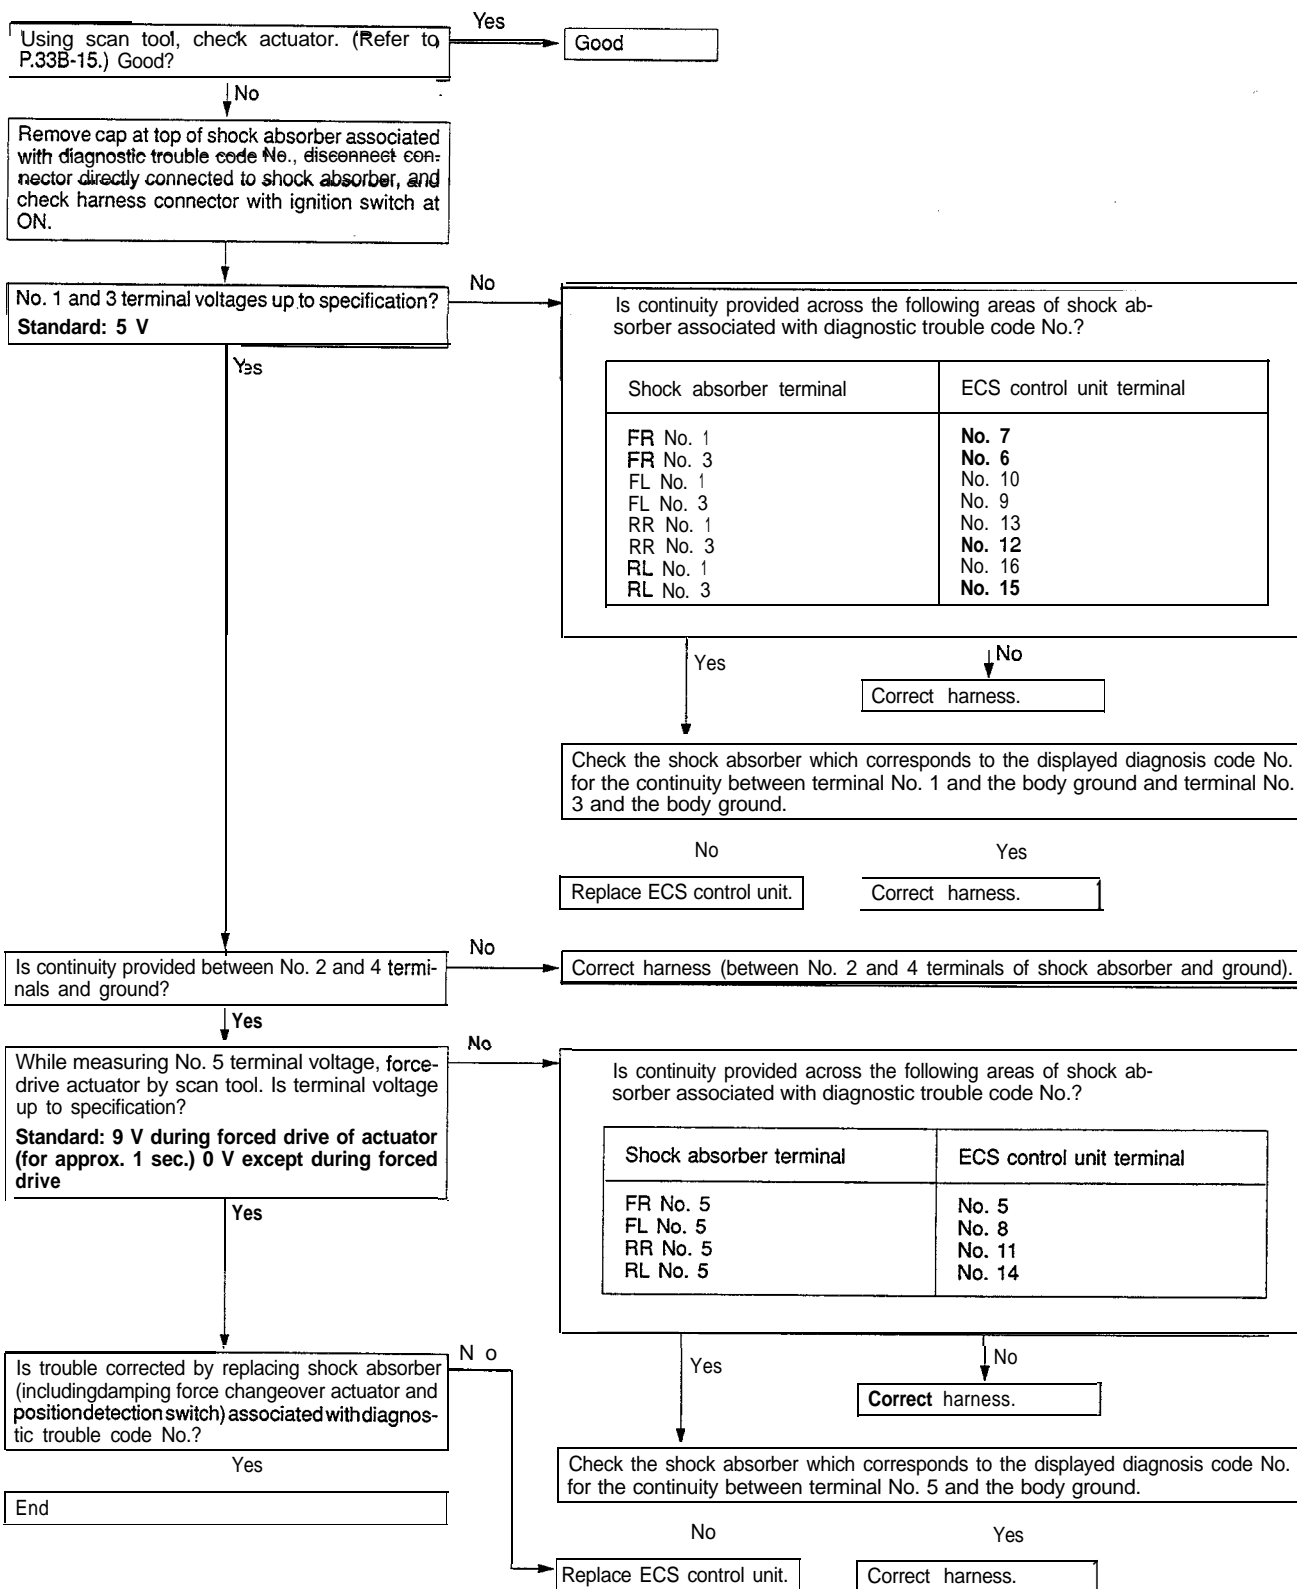 Using scan tool, check actuator. (Refer to
P.33B-15.) Good?
Yes
Good
No
Remove cap at top of shock absorber associated
with diagnostic trouble code No., disconnect con-
nector directly connected to shock absorber, and
check harness connector with ignition switch at
ON.
No. 1 and 3 terminal voltages up to specification?
Standard: 5 V
No
Yes
Is continuity provided across the following areas of shock ab-
sorber associated with diagnostic trouble code No.?
Shock absorber terminal ECS control unit terminal
FR No. 1 No. 7
FR No. 3 No. 6
FL No. 1 No. 10
FL No. 3 No. 9
RR No. 1 No. 13
RR No. 3 No. 12
RL No. 1 No. 16
RL No. 3 No. 15
Yes
No
Correct harness.
Check the shock absorber which corresponds to the displayed diagnosis code No.
for the continuity between terminal No. 1 and the body ground and terminal No.
3 and the body ground.
No Yes
Replace ECS control unit. Correct harness.
Is continuity provided between No. 2 and 4 termi-
nals and ground?
No
Correct harness (between No. 2 and 4 terminals of shock absorber and ground).
Yes
While measuring No. 5 terminal voltage, force-
drive actuator by scan tool. Is terminal voltage
up to specification?
Standard: 9 V during forced drive of actuator
(for approx. 1 sec.) 0 V except during forced
drive
No
Yes
Is continuity provided across the following areas of shock ab-
sorber associated with diagnostic trouble code No.?
Shock absorber terminal ECS control unit terminal
FR No. 5 No. 5
FL No. 5 No. 8
RR No. 5 No. 11
RL No. 5 No. 14
Yes
No
Correct harness.
Is trouble corrected by replacing shock absorber
(includingdamping force changeover actuator and
positiondetectionswitch) associated withdiagnos-
tic trouble code No.?
N o
Yes
End
Check the shock absorber which corresponds to the displayed diagnosis code No.
for the continuity between terminal No. 5 and the body ground.
No Yes
Replace ECS control unit. Correct harness.